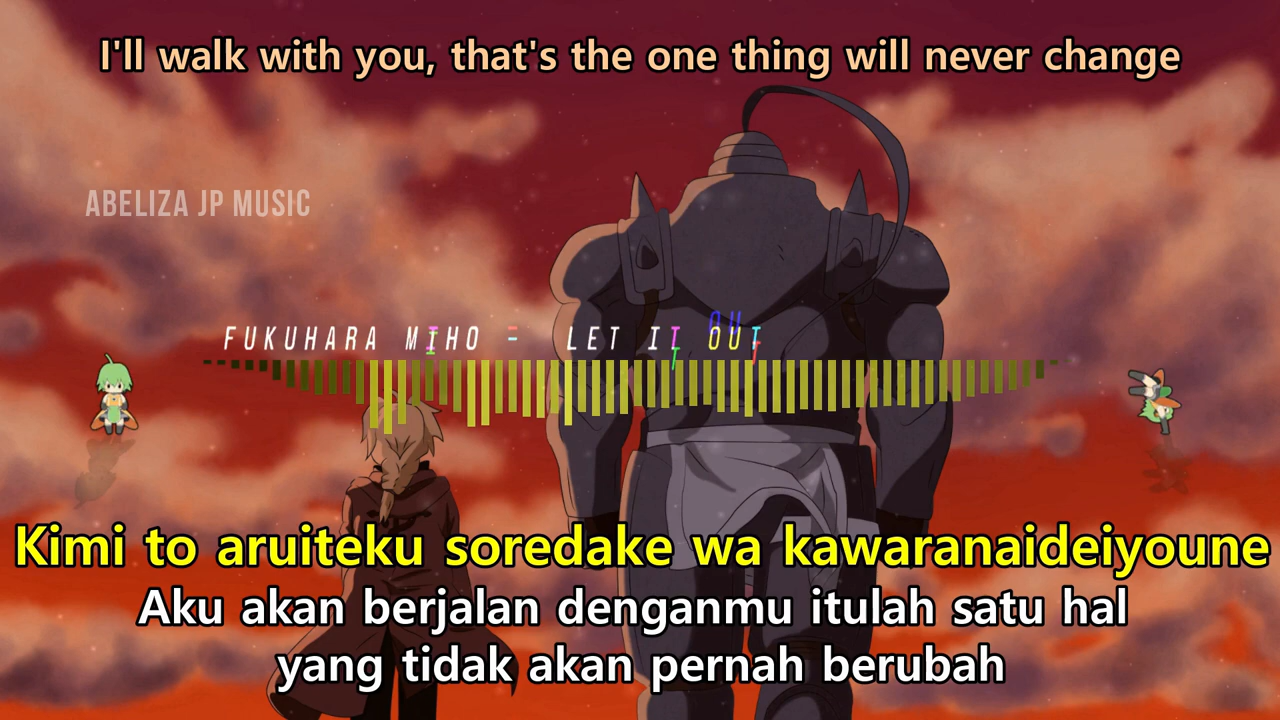 I'll walk with you, that's the one thing will never change
ABELIZA JP MUSIC
FUKUHARA MIHO - LET IT OUT
Kimi to aruiteku soredake wa kawaranaideiyoune
Aku akan berjalan denganmu itulah satu hal
yang tidak akan pernah berubah